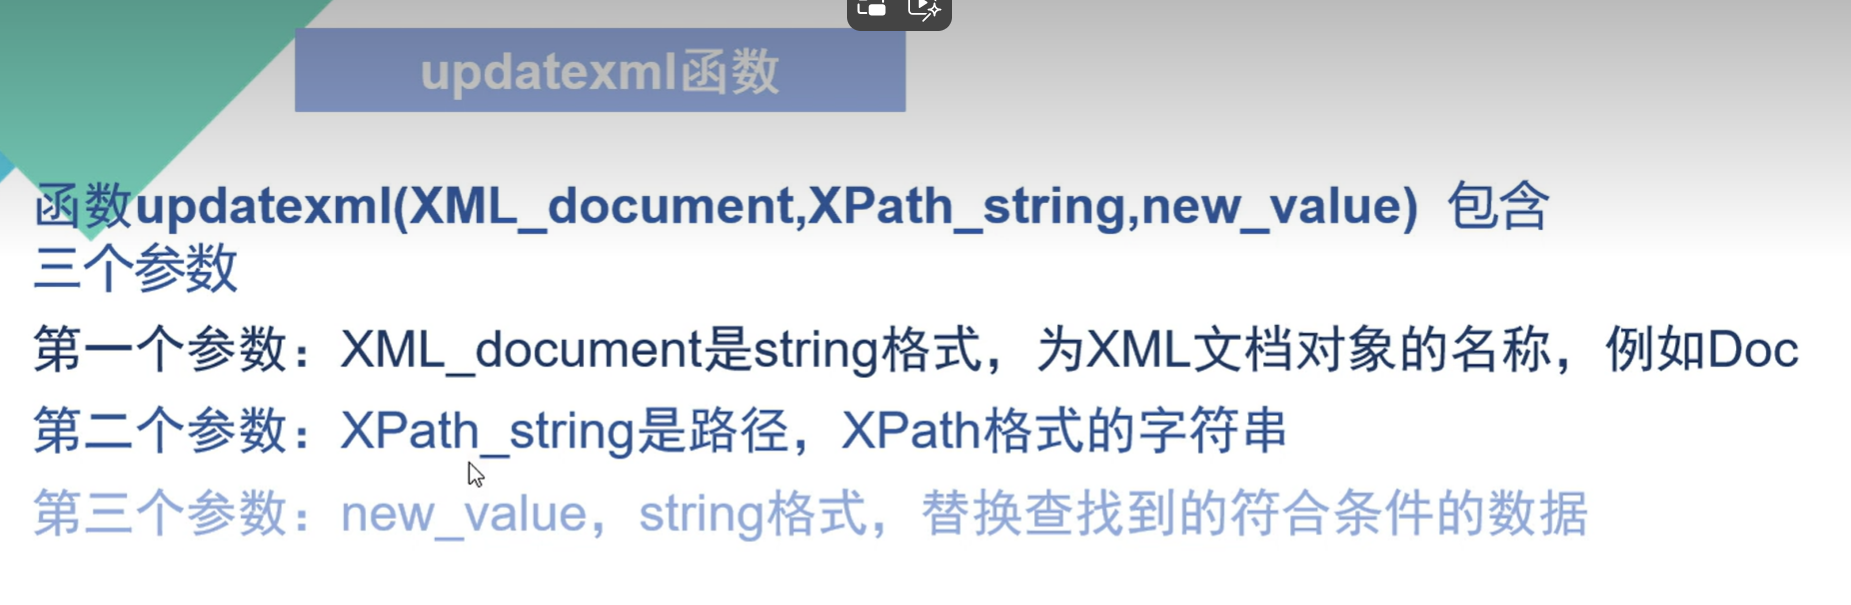 updatexml函数
函数updatexml(XML_document,XPath_string,new_value) 包含
三个参数
第一个参数：XML_document是string格式，为XML文档对象的名称，例如Doc
第二个参数：XPath_string是路径，XPath格式的字符串
第三个参数：new_value，string格式，替换查找到的符合条件的数据